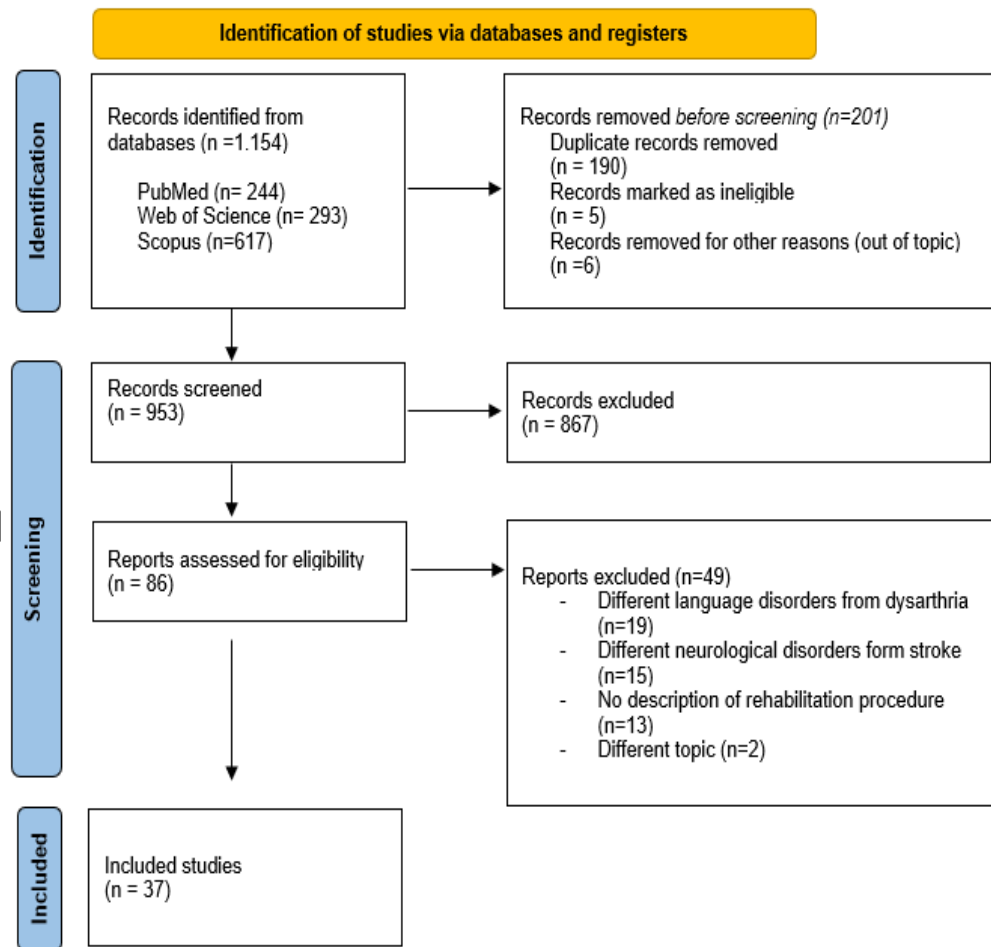 Identification of studies via databases and registers
Identification
Records identified from
databases (n =1.154)
PubMed (n= 244)
Web of Science (n= 293)
Scopus (n=617)
Records removed before screening (n=201)
Duplicate records removed
(n = 190)
Records marked as ineligible
(n = 5)
Records removed for other reasons (out of topic)
(n =6)
Screening
Records screened
(n = 953)
Records excluded
(n = 867)
Reports assessed for eligibility
(n = 86)
Reports excluded (n=49)
- Different language disorders from dysarthria
(n=19)
- Different neurological disorders form stroke
(n=15)
- No description of rehabilitation procedure
(n=13)
- Different topic (n=2)
Included
Included studies
(n = 37)